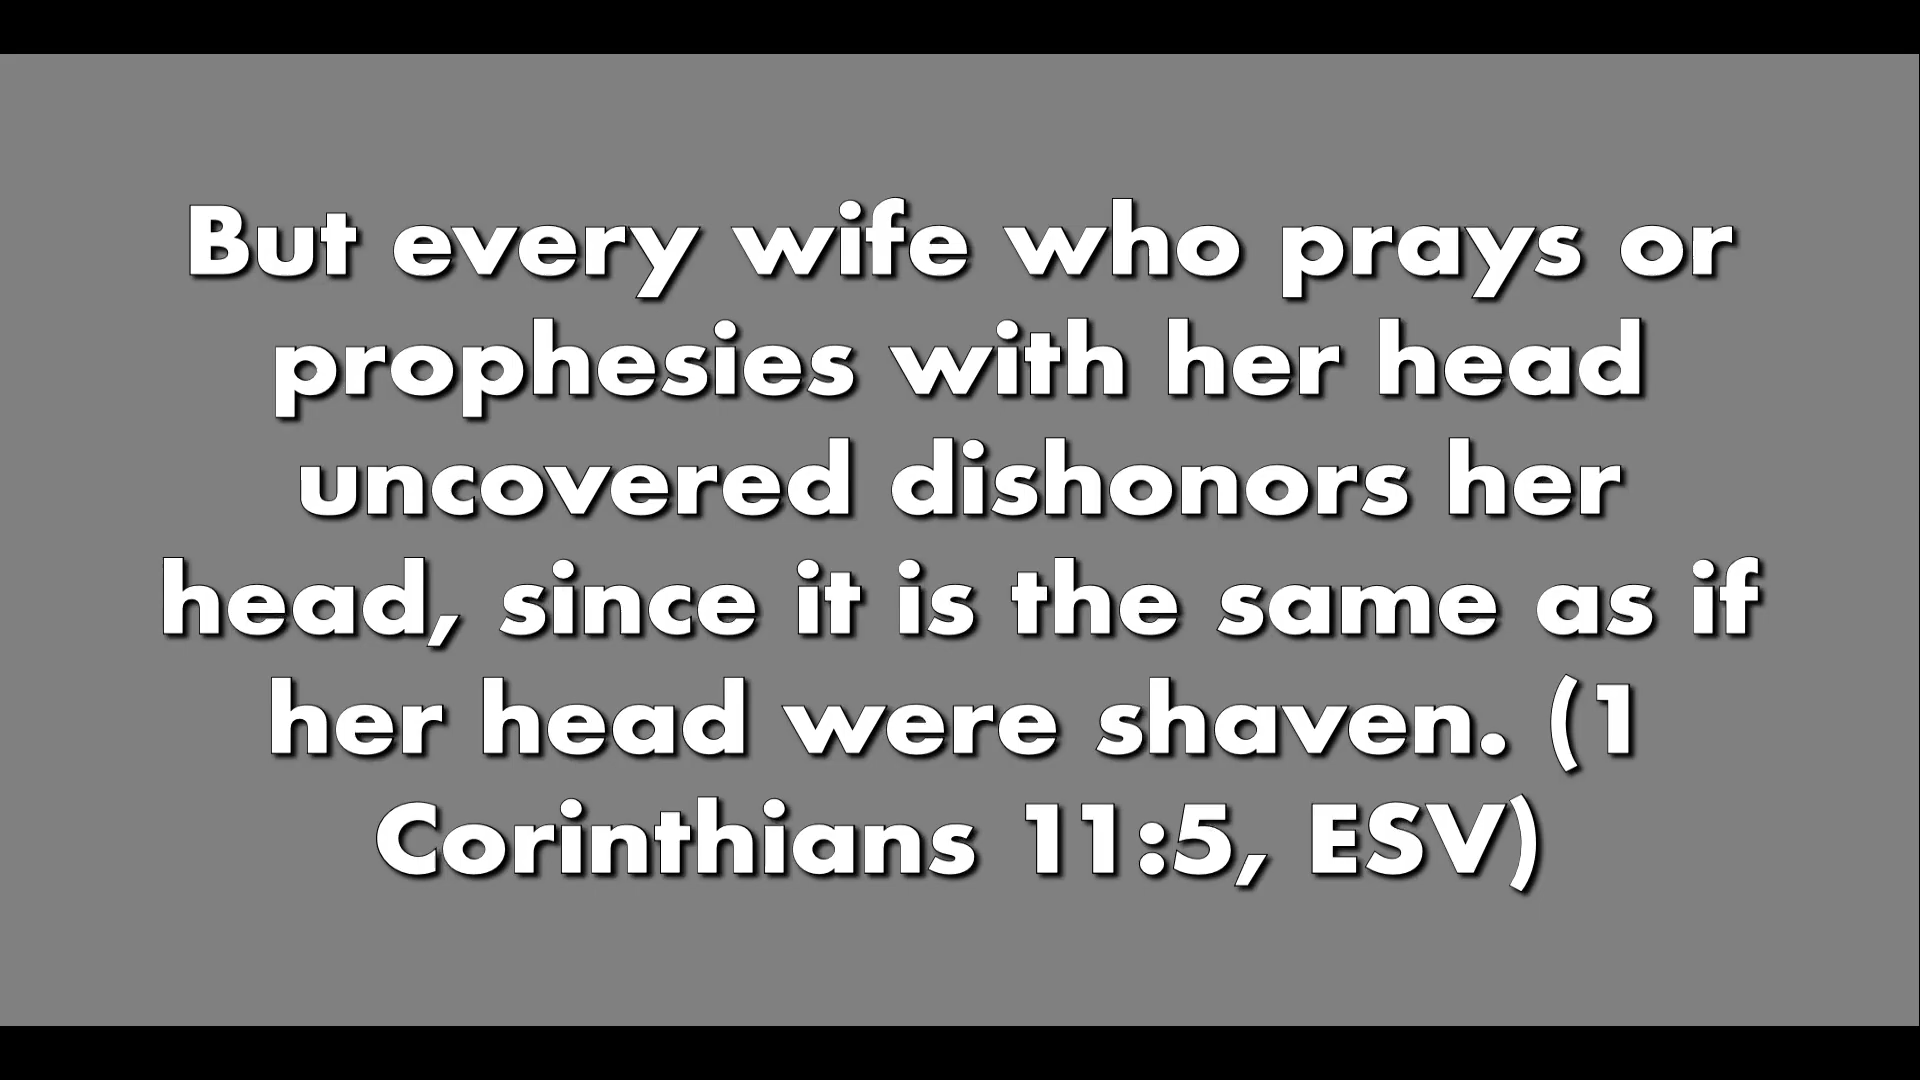 But every wife who prays or
prophesies with her head
uncovered dishonors her
head, since it is the same as if
her head were shaven. (1
Corinthians 11:5, ESV)